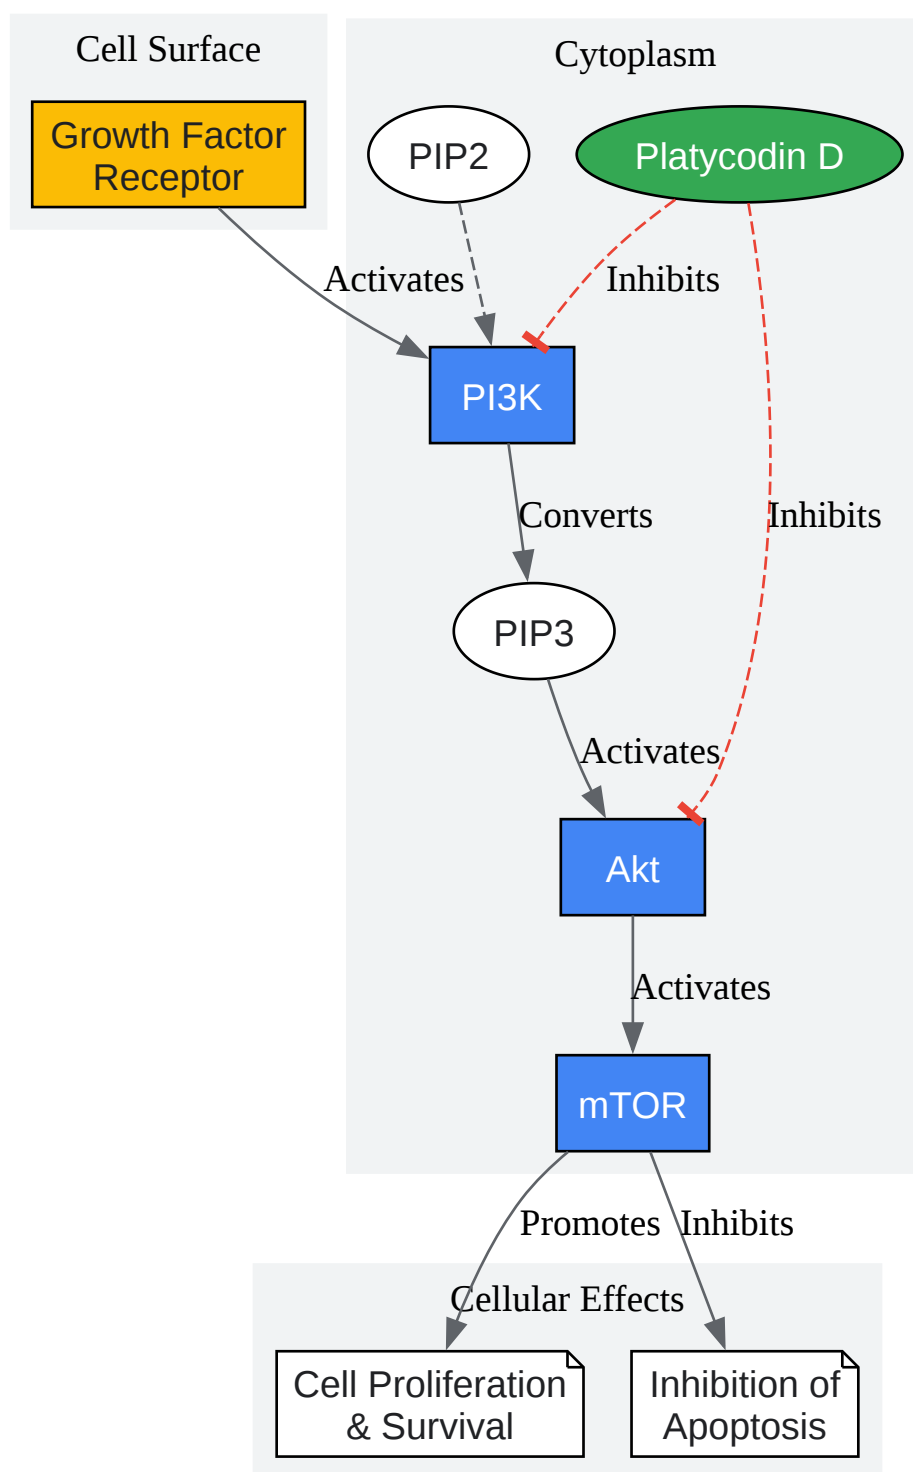 Cell Surface
Cytoplasm
Growth Factor
Receptor
PIP2
Platycodin D
Activates
Inhibits
PI3K
Converts
Inhibits
PIP3
Activates
Akt
Activates
mTOR
Promotes
Inhibits
Cellular Effects
Cell Proliferation
& Survival
Inhibition of
Apoptosis